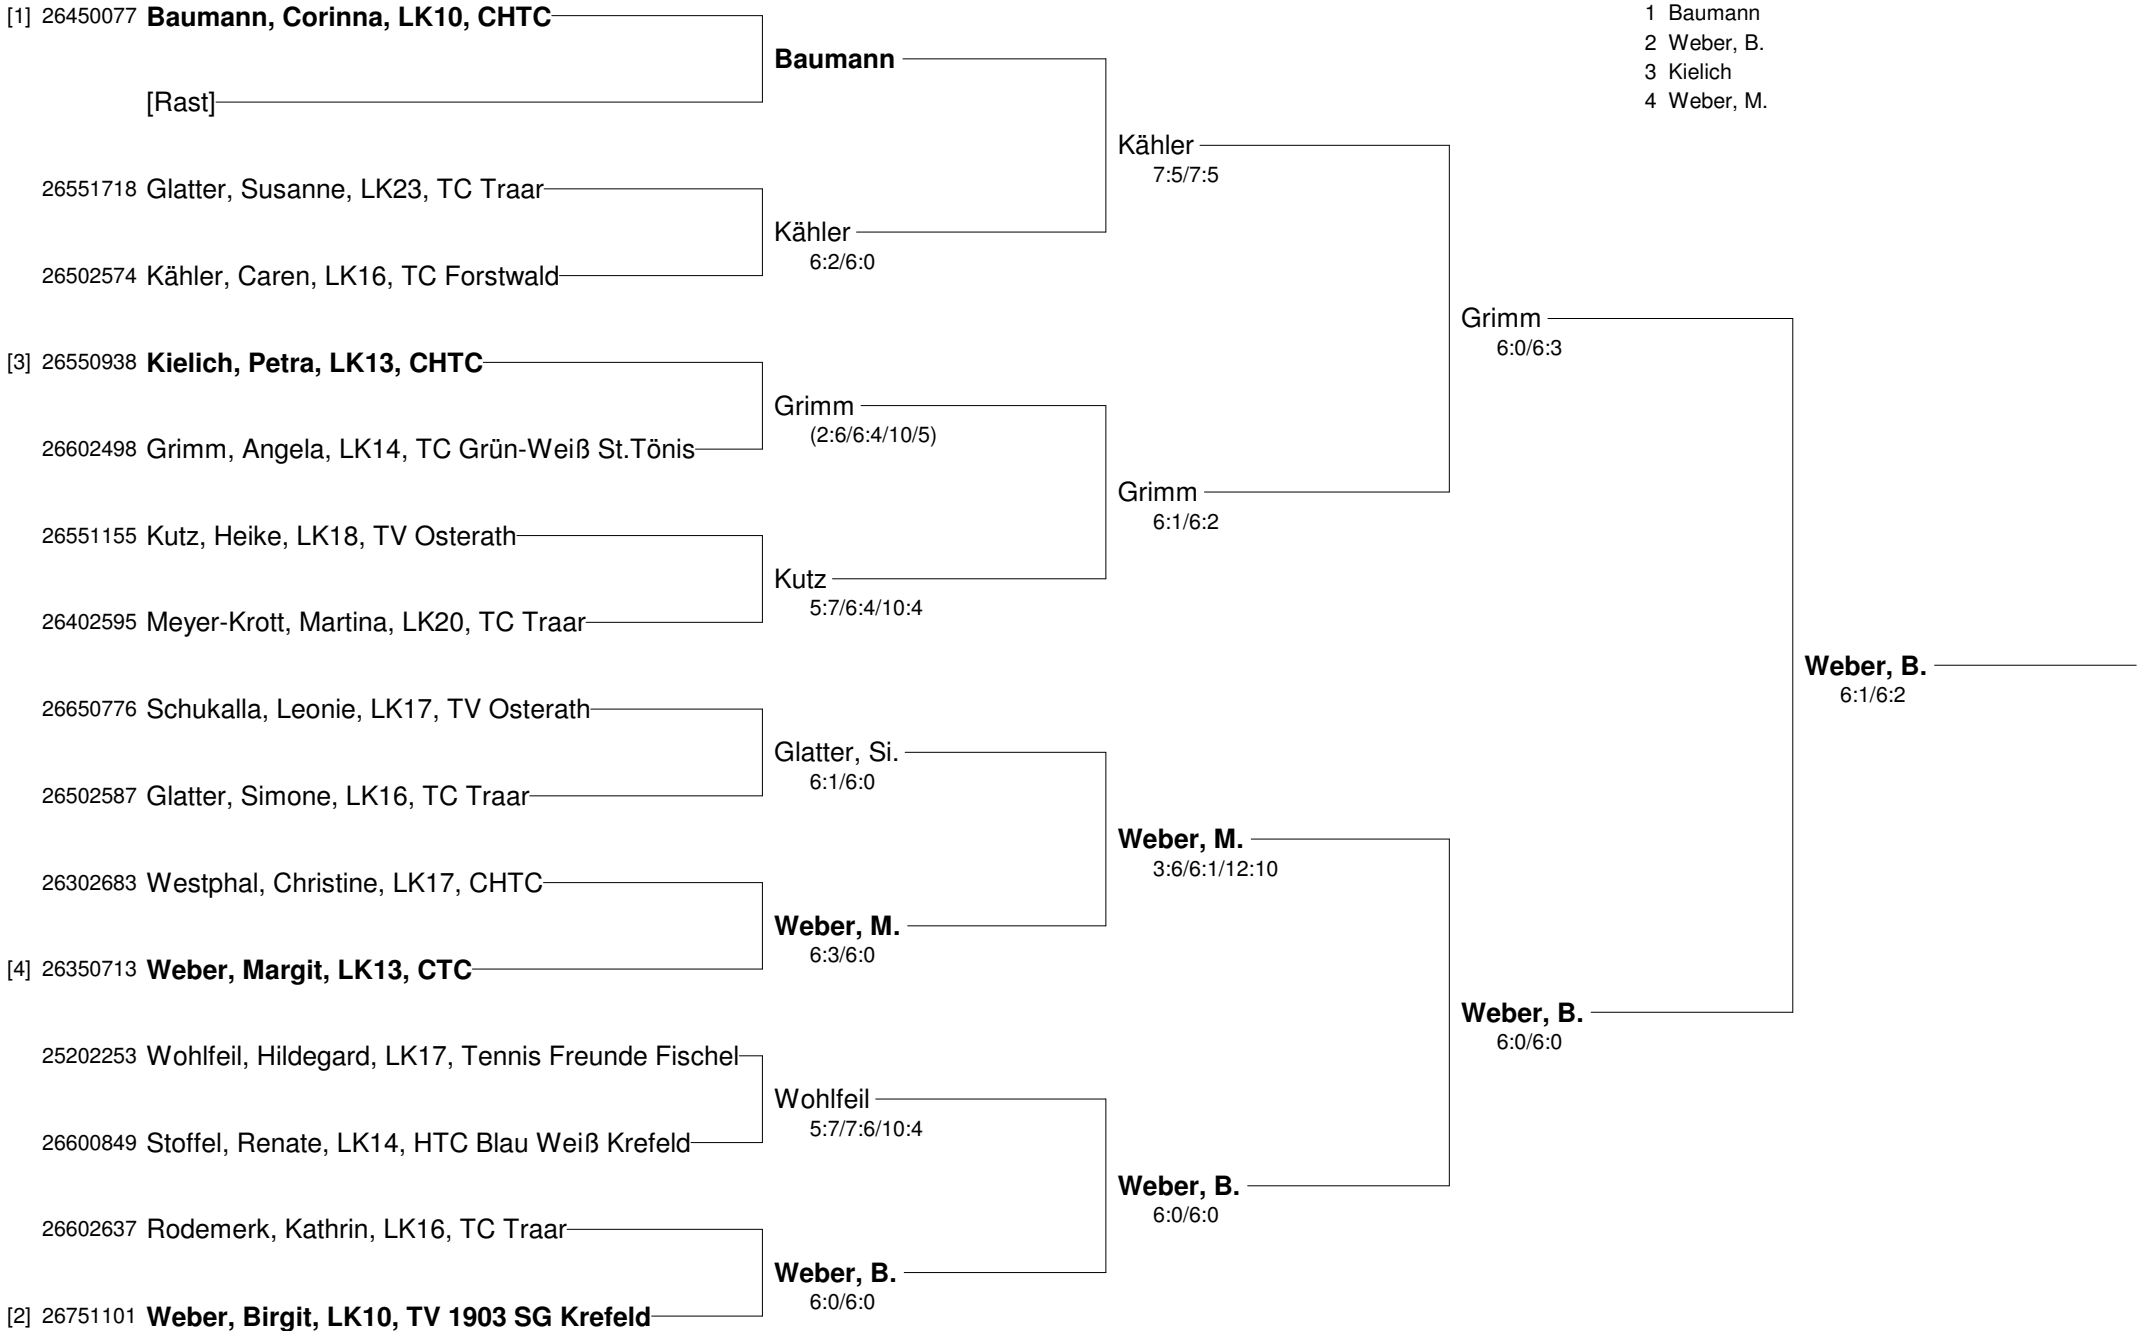 [1] 26450077 Baumann, Corinna, LK10, CHTC
[Rast]
26551718 Glatter, Susanne, LK23, TC Traar
26502574 Kähler, Caren, LK16, TC Forstwald
[3] 26550938 Kielich, Petra, LK13, CHTC
26602498 Grimm, Angela, LK14, TC Grün-Weiß St.Tönis
26551155 Kutz, Heike, LK18, TV Osterath
26402595 Meyer-Krott, Martina, LK20, TC Traar
26650776 Schukalla, Leonie, LK17, TV Osterath
26502587 Glatter, Simone, LK16, TC Traar
26302683 Westphal, Christine, LK17, CHTC
[4] 26350713 Weber, Margit, LK13, CTC
25202253 Wohlfeil, Hildegard, LK17, Tennis Freunde Fischel
26600849 Stoffel, Renate, LK14, HTC Blau Weiß Krefeld
26602637 Rodemerk, Kathrin, LK16, TC Traar
[2] 26751101 Weber, Birgit, LK10, TV 1903 SG Krefeld
Baumann
Kähler
6:2/6:0
Grimm
(2:6/6:4/10/5)
Kutz
5:7/6:4/10:4
Glatter, Si.
6:1/6:0
Weber, M.
6:3/6:0
Wohlfeil
5:7/7:6/10:4
Weber, B.
6:0/6:0
Kähler
7:5/7:5
Grimm
6:1/6:2
Weber, M.
3:6/6:1/12:10
Weber, B.
6:0/6:0
Grimm
6:0/6:3
Weber, B.
6:0/6:0
Weber, B.
6:1/6:2
1 Baumann
2 Weber, B.
3 Kielich
4 Weber, M.